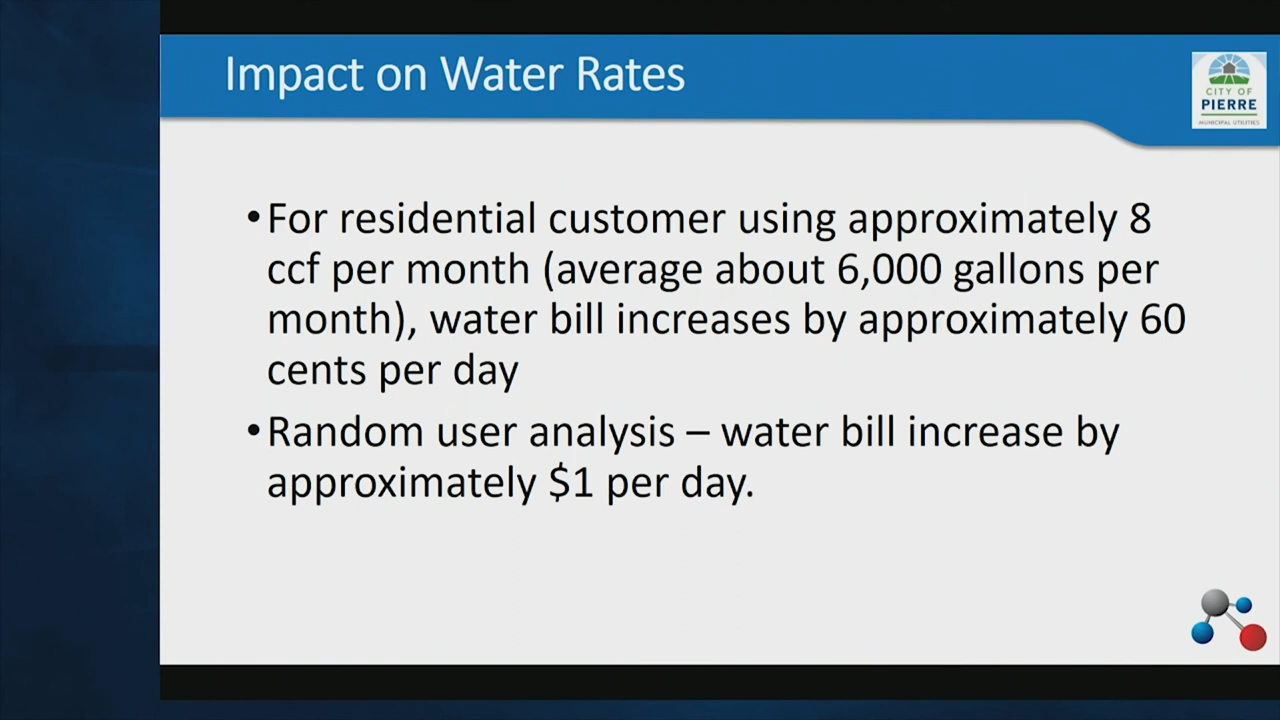 Impact on Water Rates
CITY OF
PIERRE
MUNICIPAL UTILITIES
•For residential customer using approximately 8
ccf per month (average about 6,000 gallons per
month), water bill increases by approximately 60
cents per day
•Random user analysis – water bill increase by
approximately $1 per day.